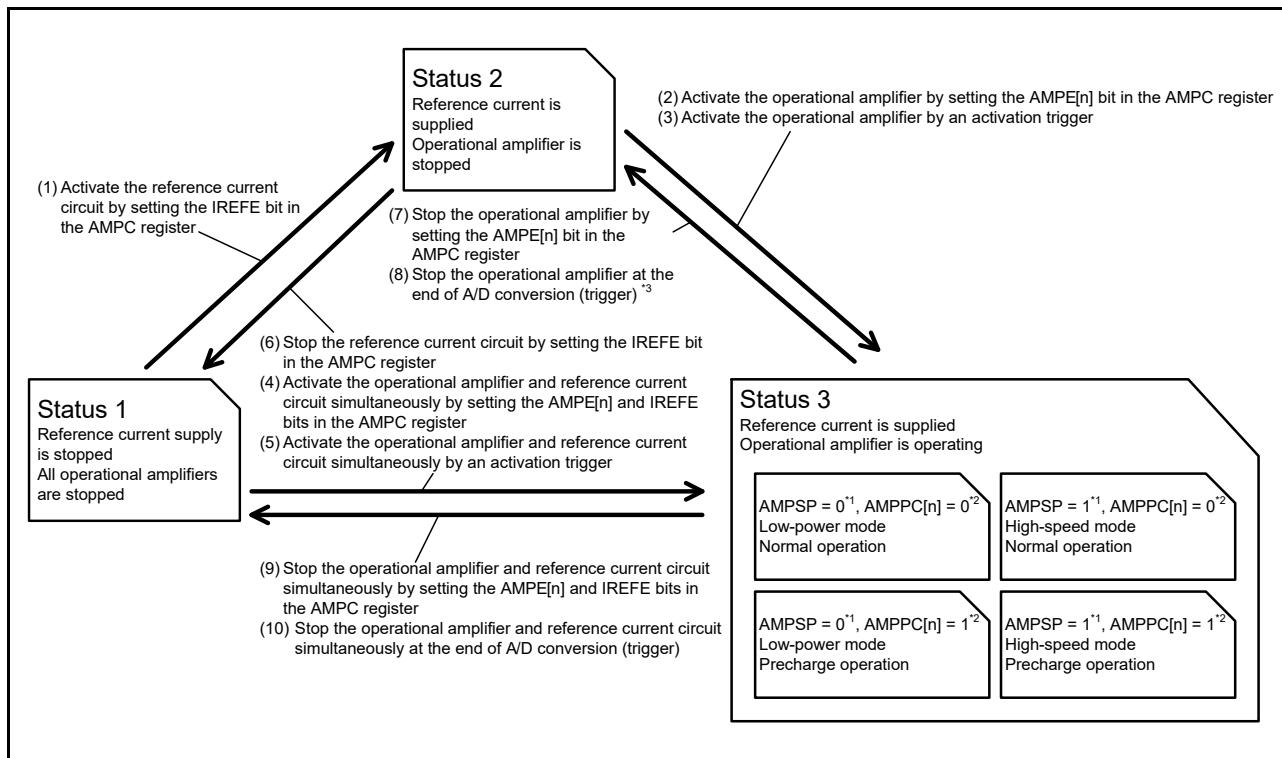 Status 2
Reference current is
supplied
Operational amplifier is
stopped
(2) Activate the operational amplifier by setting the AMPE[n] bit in the AMPC register
(3) Activate the operational amplifier by an activation trigger
(1) Activate the reference current
circuit by setting the IREFE bit in
the AMPC register
(7) Stop the operational amplifier by
setting the AMPE[n] bit in the
AMPC register
(8) Stop the operational amplifier at the
end of A/D conversion (trigger) *3
(6) Stop the reference current circuit by setting the IREFE bit
in the AMPC register
(4) Activate the operational amplifier and reference current
circuit simultaneously by setting the AMPE[n] and IREFE
bits in the AMPC register
(5) Activate the operational amplifier and reference current
circuit simultaneously by an activation trigger
Status 1
Reference current supply
is stopped
All operational amplifiers
are stopped
(9) Stop the operational amplifier and reference current circuit
simultaneously by setting the AMPE[n] and IREFE bits in
the AMPC register
(10) Stop the operational amplifier and reference current circuit
simultaneously at the end of A/D conversion (trigger)
Status 3
Reference current is supplied
Operational amplifier is operating
AMPSP = 0*1, AMPPC[n] = 0*2
Low-power mode
Normal operation
AMPSP = 1*1, AMPPC[n] = 0*2
High-speed mode
Normal operation
AMPSP = 0*1, AMPPC[n] = 1*2
Low-power mode
Precharge operation
AMPSP = 1*1, AMPPC[n] = 1*2
High-speed mode
Precharge operation